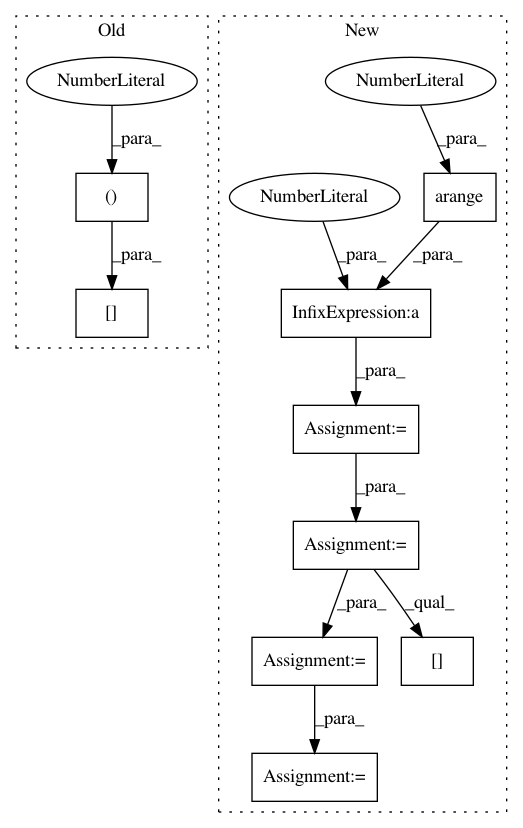 Old
New
NumberLiteral
NumberLiteral
_para_
_para_
()
NumberLiteral
arange
_para_
_para_
_para_
[]
InfixExpression:a
_para_
Assignment:=
_para_
Assignment:=
_para_
_qual_
Assignment:=
[]
_para_
Assignment:=